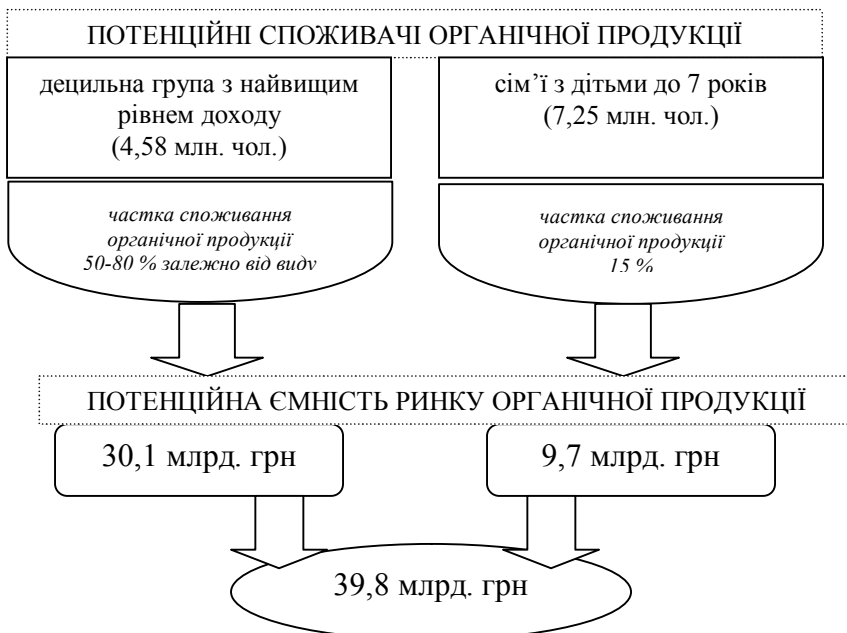 ПОТЕНЦІЙНІ СПОЖИВАЧІ ОРГАНІЧНОЇ ПРОДУКЦІЇ
децильна група з найвищим
рівнем доходу
(4,58 млн. чол.)
сім’ї з дітьми до 7 років
(7,25 млн. чол.)
частка споживання
органічної продукції
50-80 % залежно від виду
частка споживання
органічної продукції
15 %
ПОТЕНЦІЙНА ЄМНІСТЬ РИНКУ ОРГАНІЧНОЇ ПРОДУКЦІЇ
30,1 млрд. грн
9,7 млрд. грн
39,8 млрд. грн